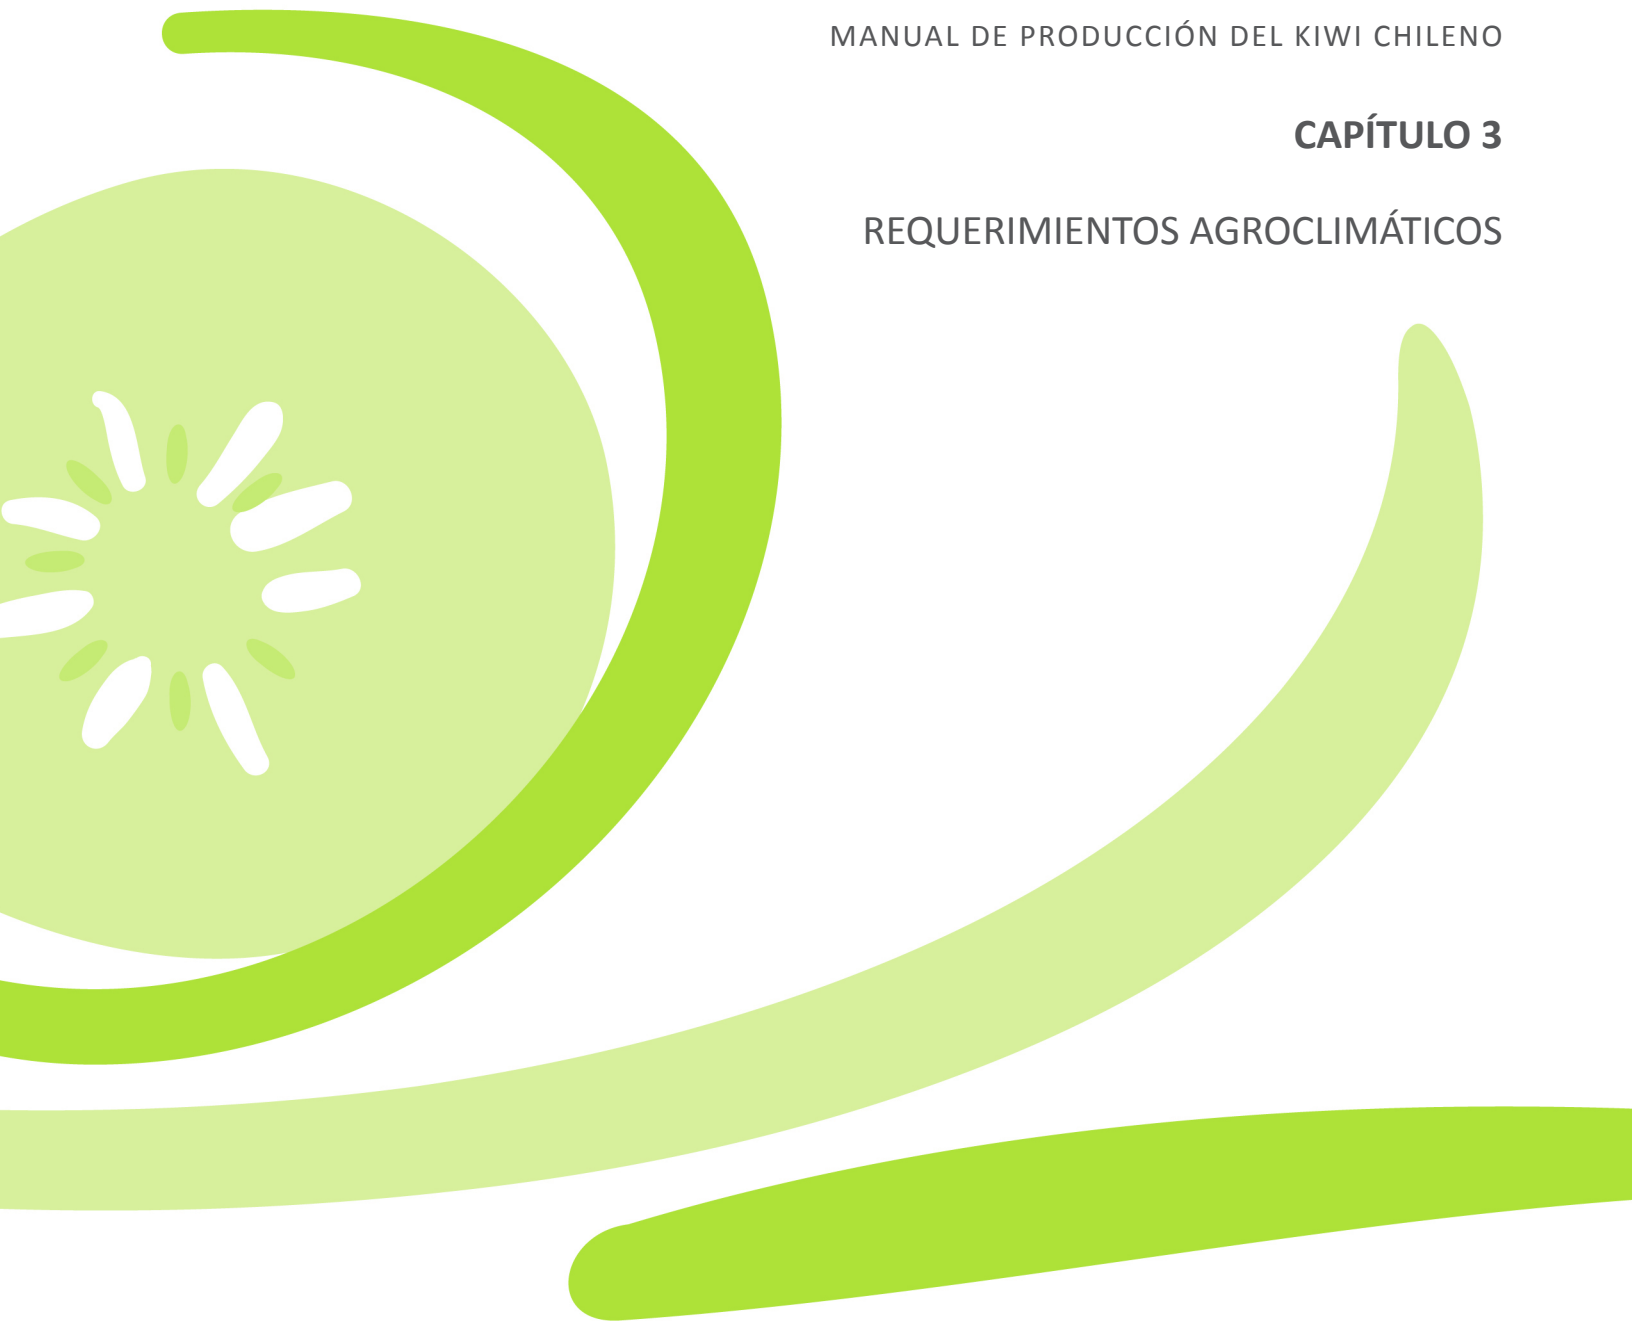 MANUAL DE PRODUCCIÓN DEL KIWI CHILENO
CAPÍTULO 3
REQUERIMIENTOS AGROCLIMÁTICOS